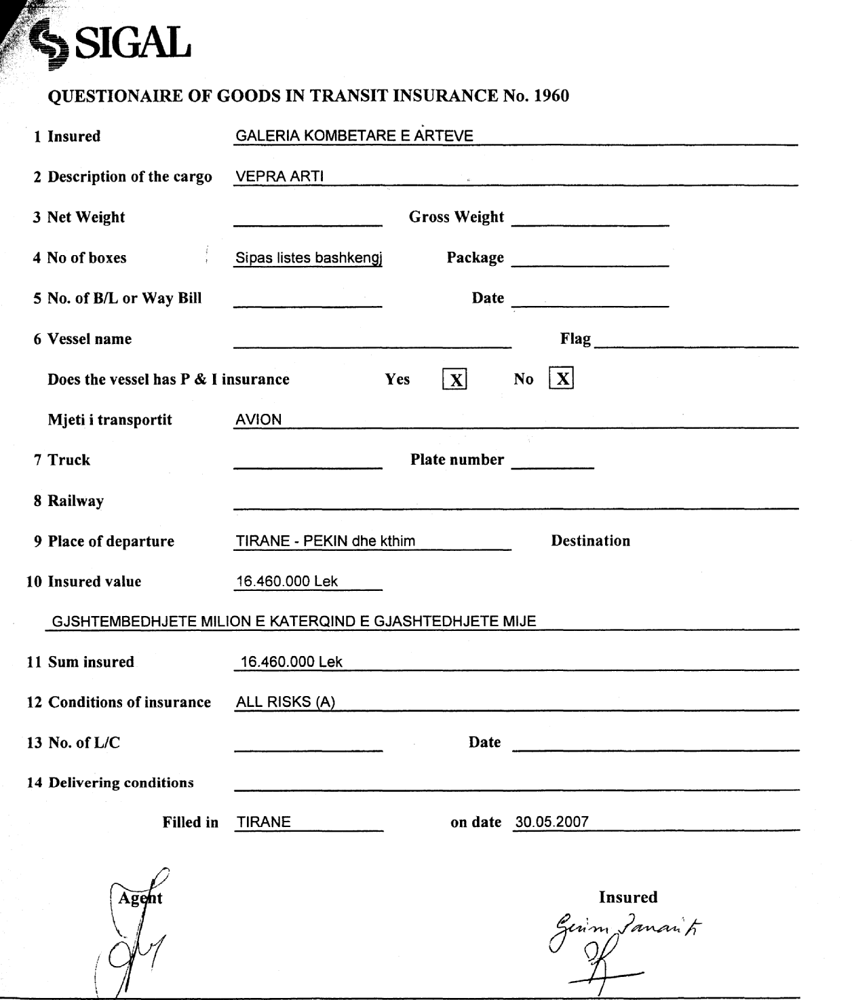 SIGAL
QUESTIONAIRE OF GOODS IN TRANSIT INSURANCE No. 1960
1 Insured GALERIA KOMBETARE E ARTEVE
2 Description of the cargo VEPRA ARTI
3 Net Weight Gross Weight
4 No of boxes Sipas listes bashkengj Package
5 No. of B/L or Way Bill Date
6 Vessel name Flag
Does the vessel has P & I insurance Yes X No X
Mjeti i transportit AVION
7 Truck Plate number
8 Railway
9 Place of departure TIRANE - PEKIN dhe kthim Destination
10 Insured value 16.460.000 Lek
GJSHTEMBEDHJETE MILION E KATERQIND E GJASHTEDHJETE MIJE
11 Sum insured 16.460.000 Lek
12 Conditions of insurance ALL RISKS (A)
13 No. of L/C Date
14 Delivering conditions
Filled in TIRANE on date 30.05.2007
Agent Insured
Gerim Panariti